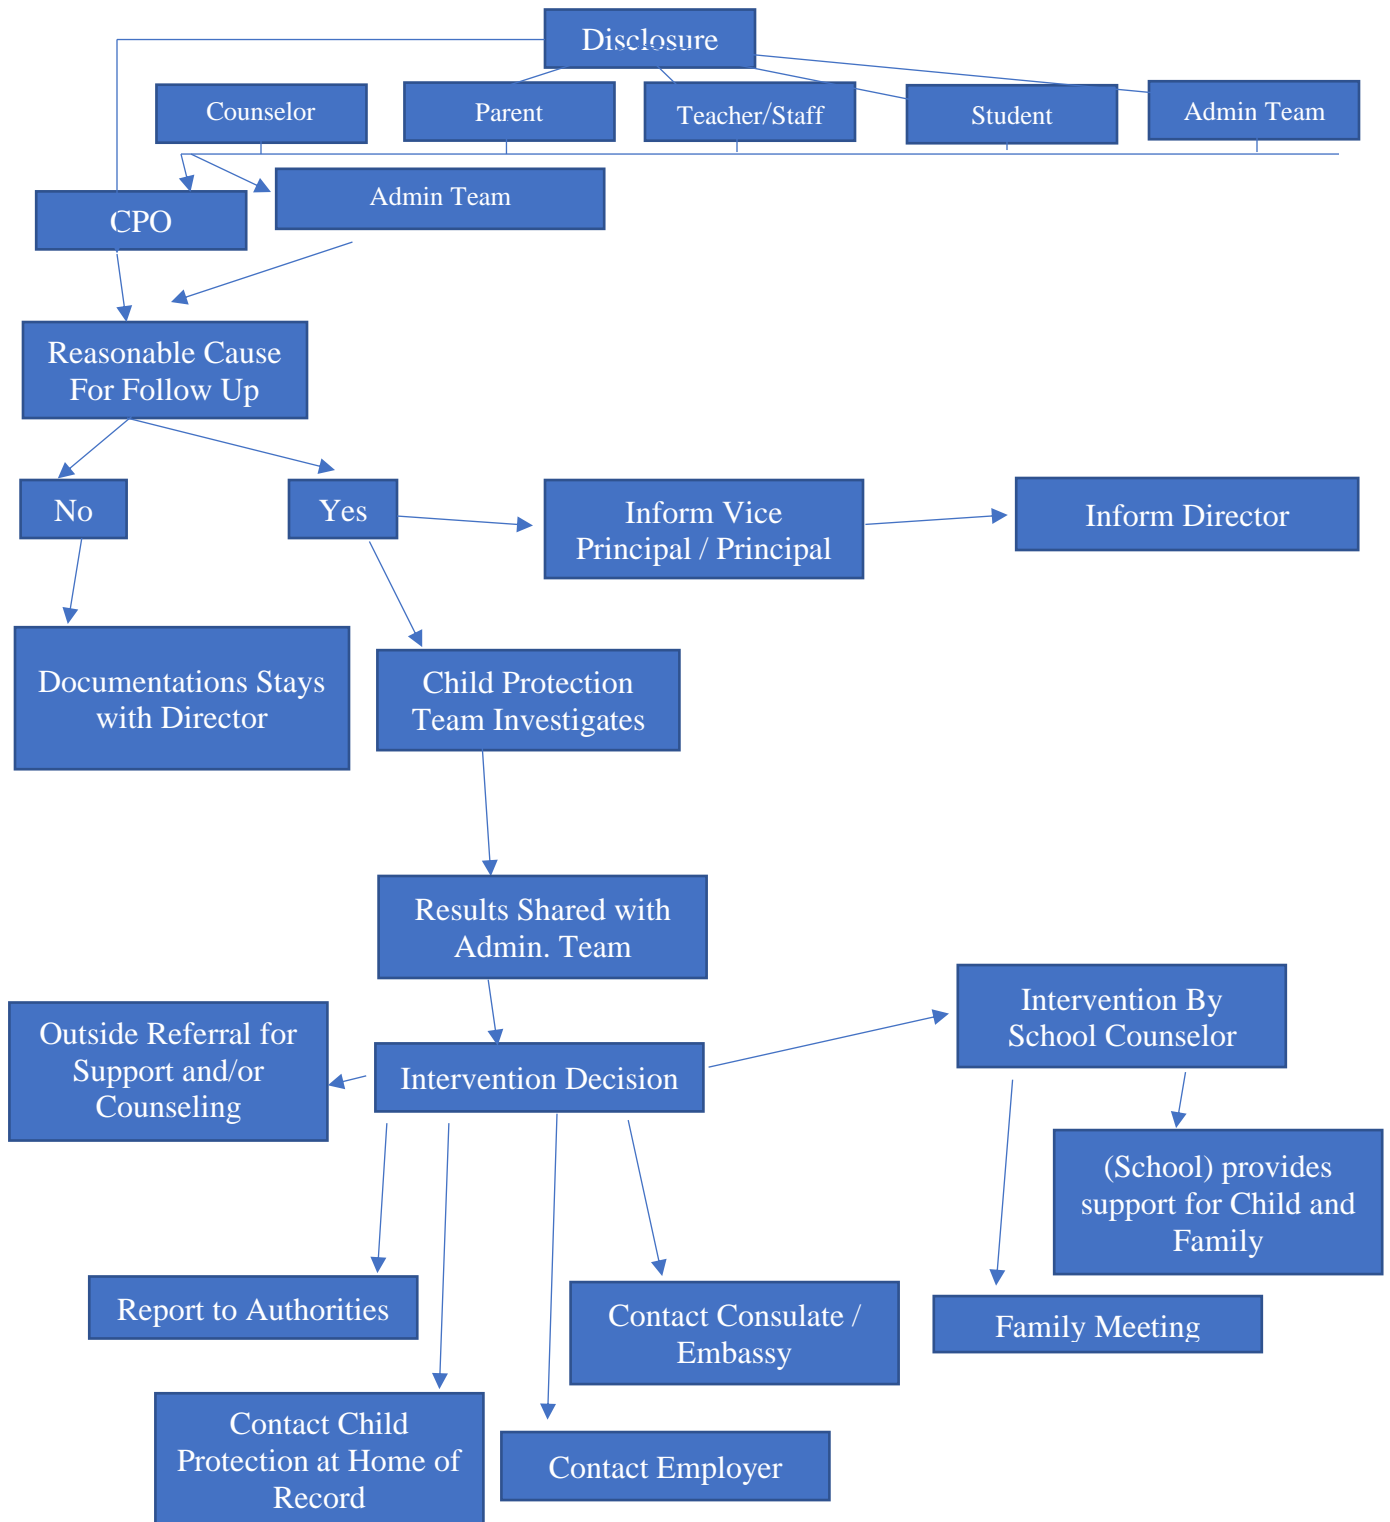 Disclosure
Counselor
Parent
Teacher/Staff
Student
Admin Team
CPO
Admin Team
Reasonable Cause
For Follow Up
No
Yes
Inform Vice
Principal / Principal
Inform Director
Documentations Stays
with Director
Child Protection
Team Investigates
Results Shared with
Admin. Team
Outside Referral for
Support and/or
Counseling
Intervention Decision
Intervention By
School Counselor
(School) provides
support for Child and
Family
Report to Authorities
Contact Consulate /
Embassy
Family Meeting
Contact Child
Protection at Home of
Record
Contact Employer